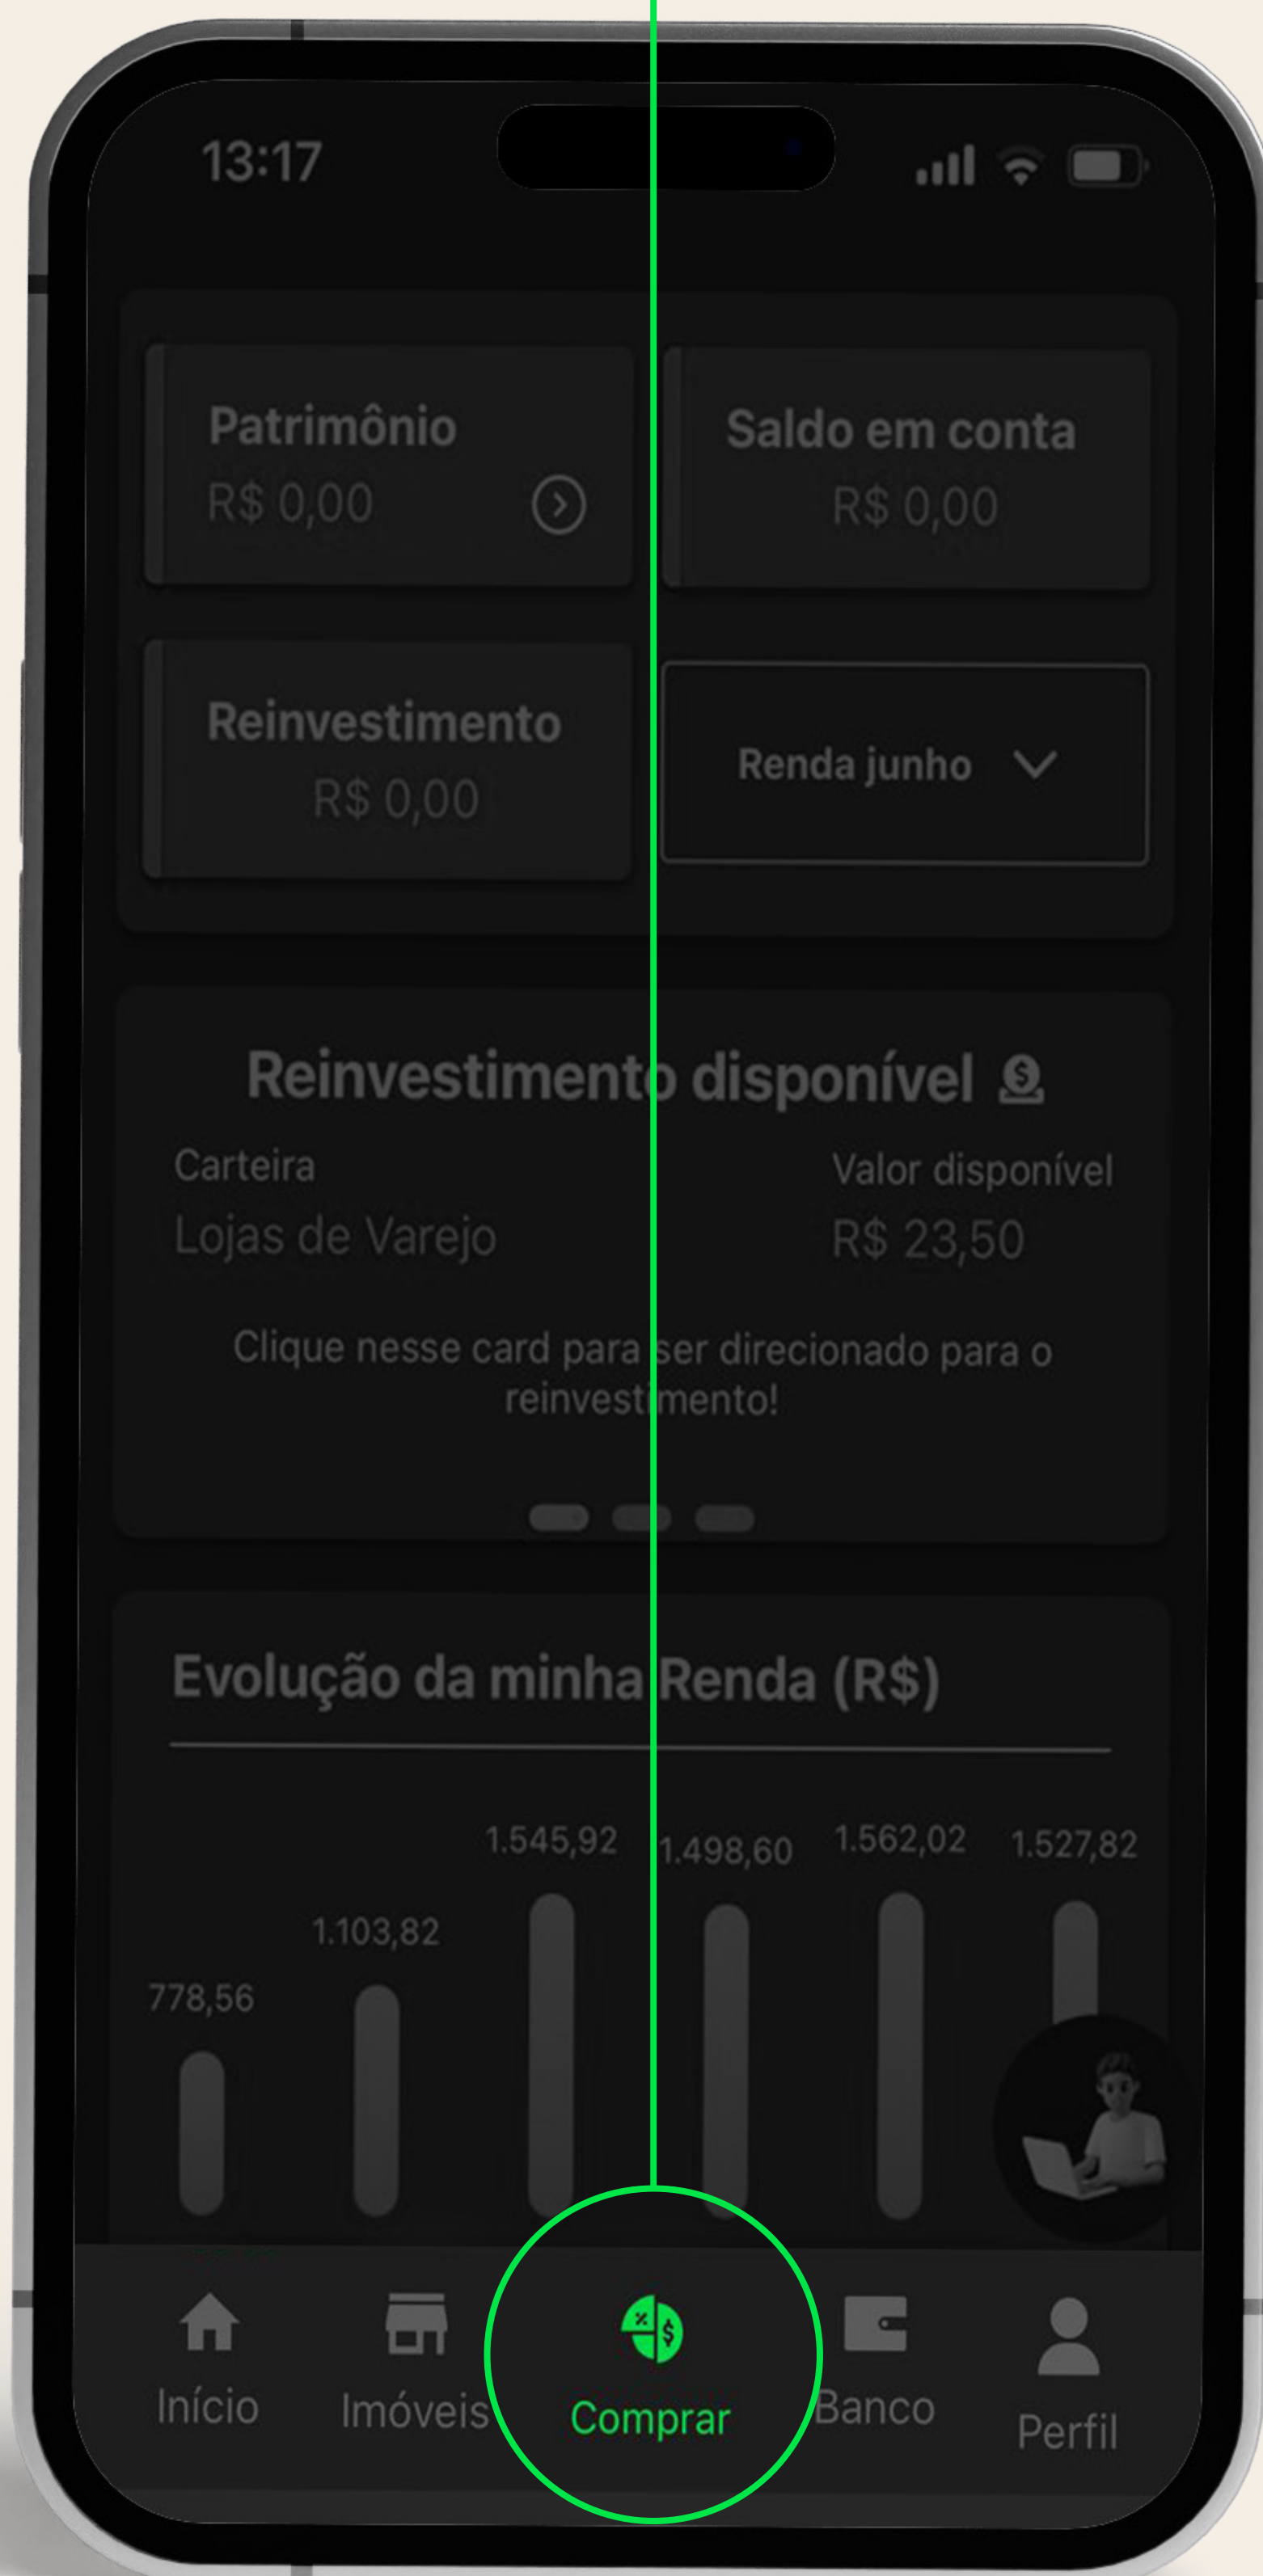 13:17
Patrimônio
R$ 0,00
Saldo em conta
R$ 0,00
Reinvestimento
R$ 0,00
Renda junho
Reinvestimento disponível
Carteira
Valor disponível
Lojas de Varejo
R$ 23,50
Clique nesse card para ser direcionado para o
reinvestimento!
Evolução da minha Renda (R$)
778,56
1.103,82
1.545,92
1.498,60
1.562,02
1.527,82
Início
Imóveis
Comprar
Banco
Perfil